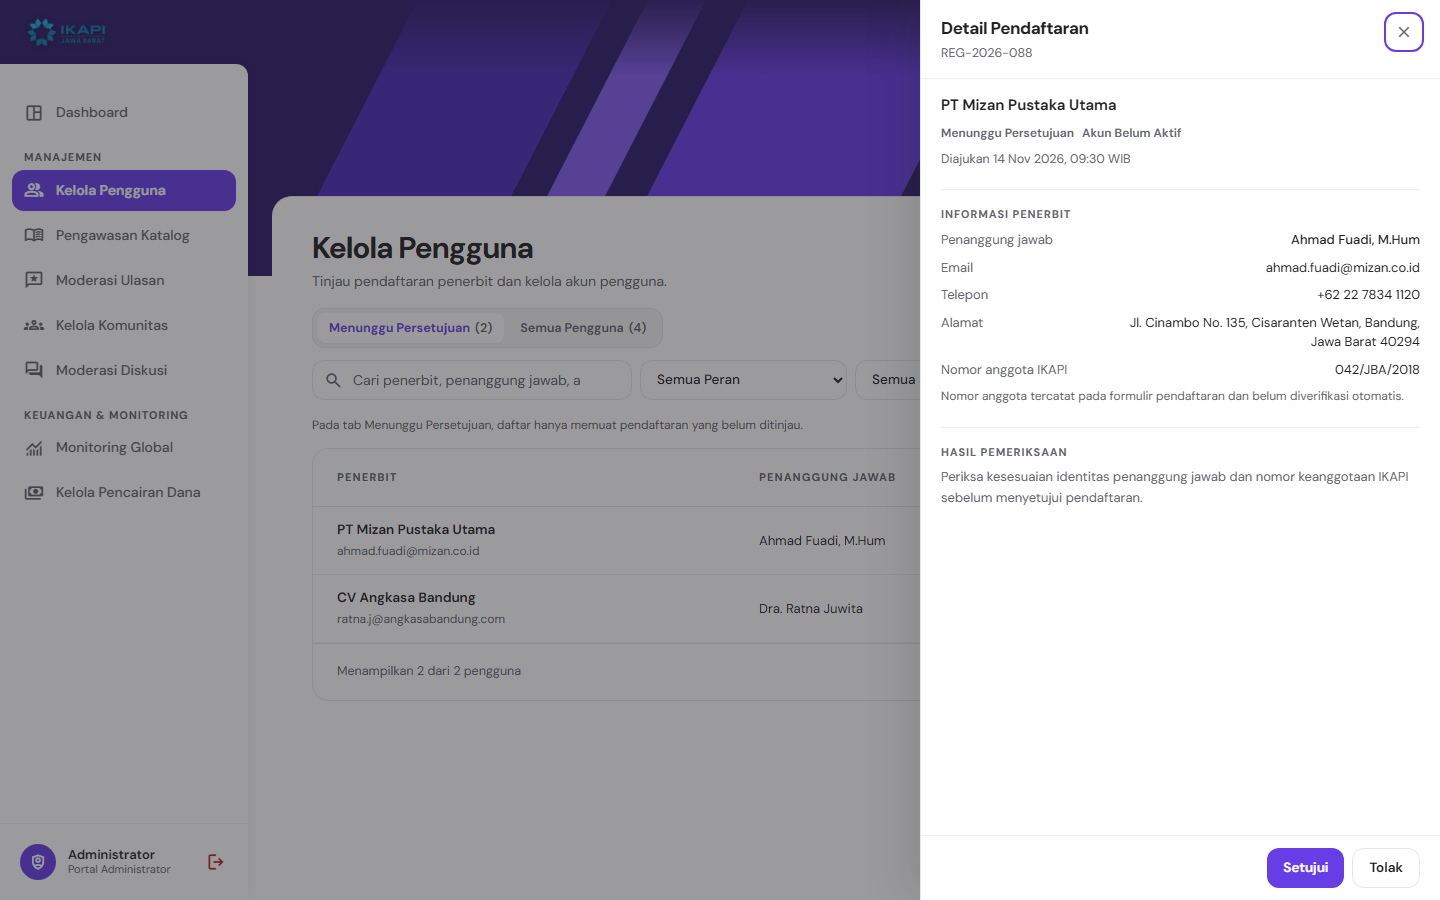 IKAPI
JAWA BARAT
Dashboard
MANAJEMEN
Kelola Pengguna
Pengawasan Katalog
Moderasi Ulasan
Kelola Komunitas
Moderasi Diskusi
KEUANGAN & MONITORING
Monitoring Global
Kelola Pencairan Dana
Administrator
Portal Administrator
Kelola Pengguna
Tinjau pendaftaran penerbit dan kelola akun pengguna.
Menunggu Persetujuan (2) Semua Pengguna (4)
Cari penerbit, penanggung jawab, a Semua Peran Semua
Pada tab Menunggu Persetujuan, daftar hanya memuat pendaftaran yang belum ditinjau.
PENERBIT PENANGGUNG JAWAB
PT Mizan Pustaka Utama
ahmad.fuadi@mizan.co.id
Ahmad Fuadi, M.Hum
CV Angkasa Bandung
ratna.j@angkasabandung.com
Dra. Ratna Juwita
Menampilkan 2 dari 2 pengguna
Detail Pendaftaran
REG-2026-088
PT Mizan Pustaka Utama
Menunggu Persetujuan Akun Belum Aktif
Diajukan 14 Nov 2026, 09:30 WIB
INFORMASI PENERBIT
Penanggung jawab Ahmad Fuadi, M.Hum
Email ahmad.fuadi@mizan.co.id
Telepon +62 22 7834 1120
Alamat Jl. Cinambo No. 135, Cisaranten Wetan, Bandung,
Jawa Barat 40294
Nomor anggota IKAPI 042/JBA/2018
Nomor anggota tercatat pada formulir pendaftaran dan belum diverifikasi otomatis.
HASIL PEMERIKSAAN
Periksa kesesuaian identitas penanggung jawab dan nomor keanggotaan IKAPI
sebelum menyetujui pendaftaran.
Setujui Tolak